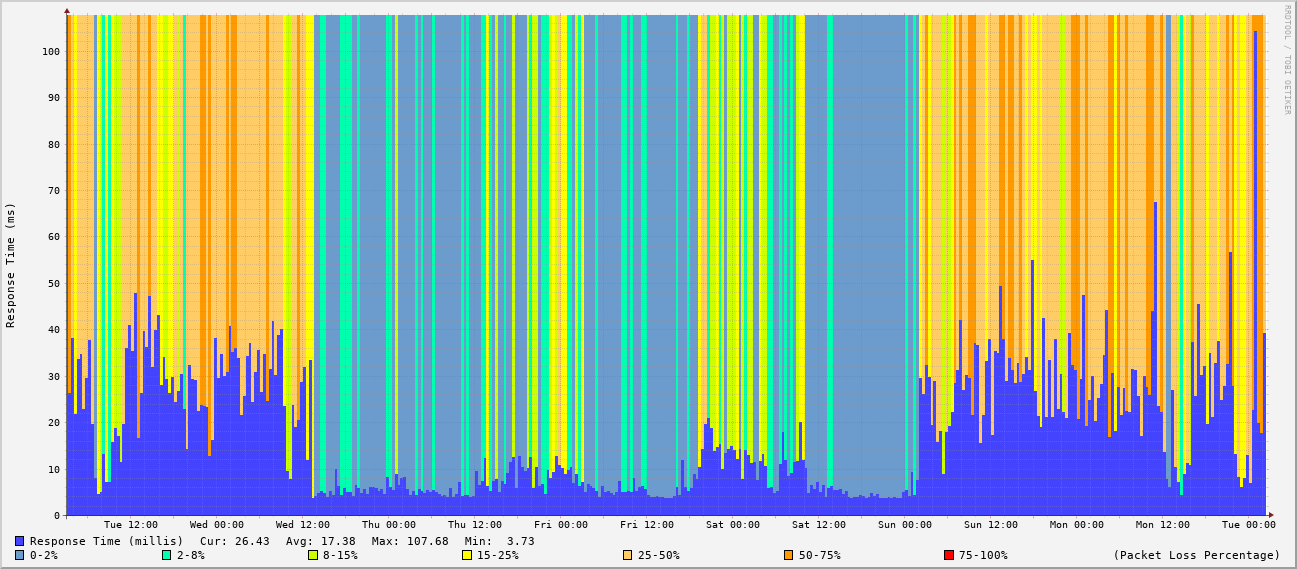 RRDTOOL / TOBI OETIKER
Response Time (ms)
100
90
80
70
60
50
40
30
20
10
0
Tue 12:00 Wed 00:00 Wed 12:00 Thu 00:00 Thu 12:00 Fri 00:00 Fri 12:00 Sat 00:00 Sat 12:00 Sun 00:00 Sun 12:00 Mon 00:00 Mon 12:00 Tue 00:00
Response Time (millis) Cur: 26.43 Avg: 17.38 Max: 107.68 Min: 3.73
0-2% 2-8% 8-15% 15-25% 25-50% 50-75% 75-100% (Packet Loss Percentage)